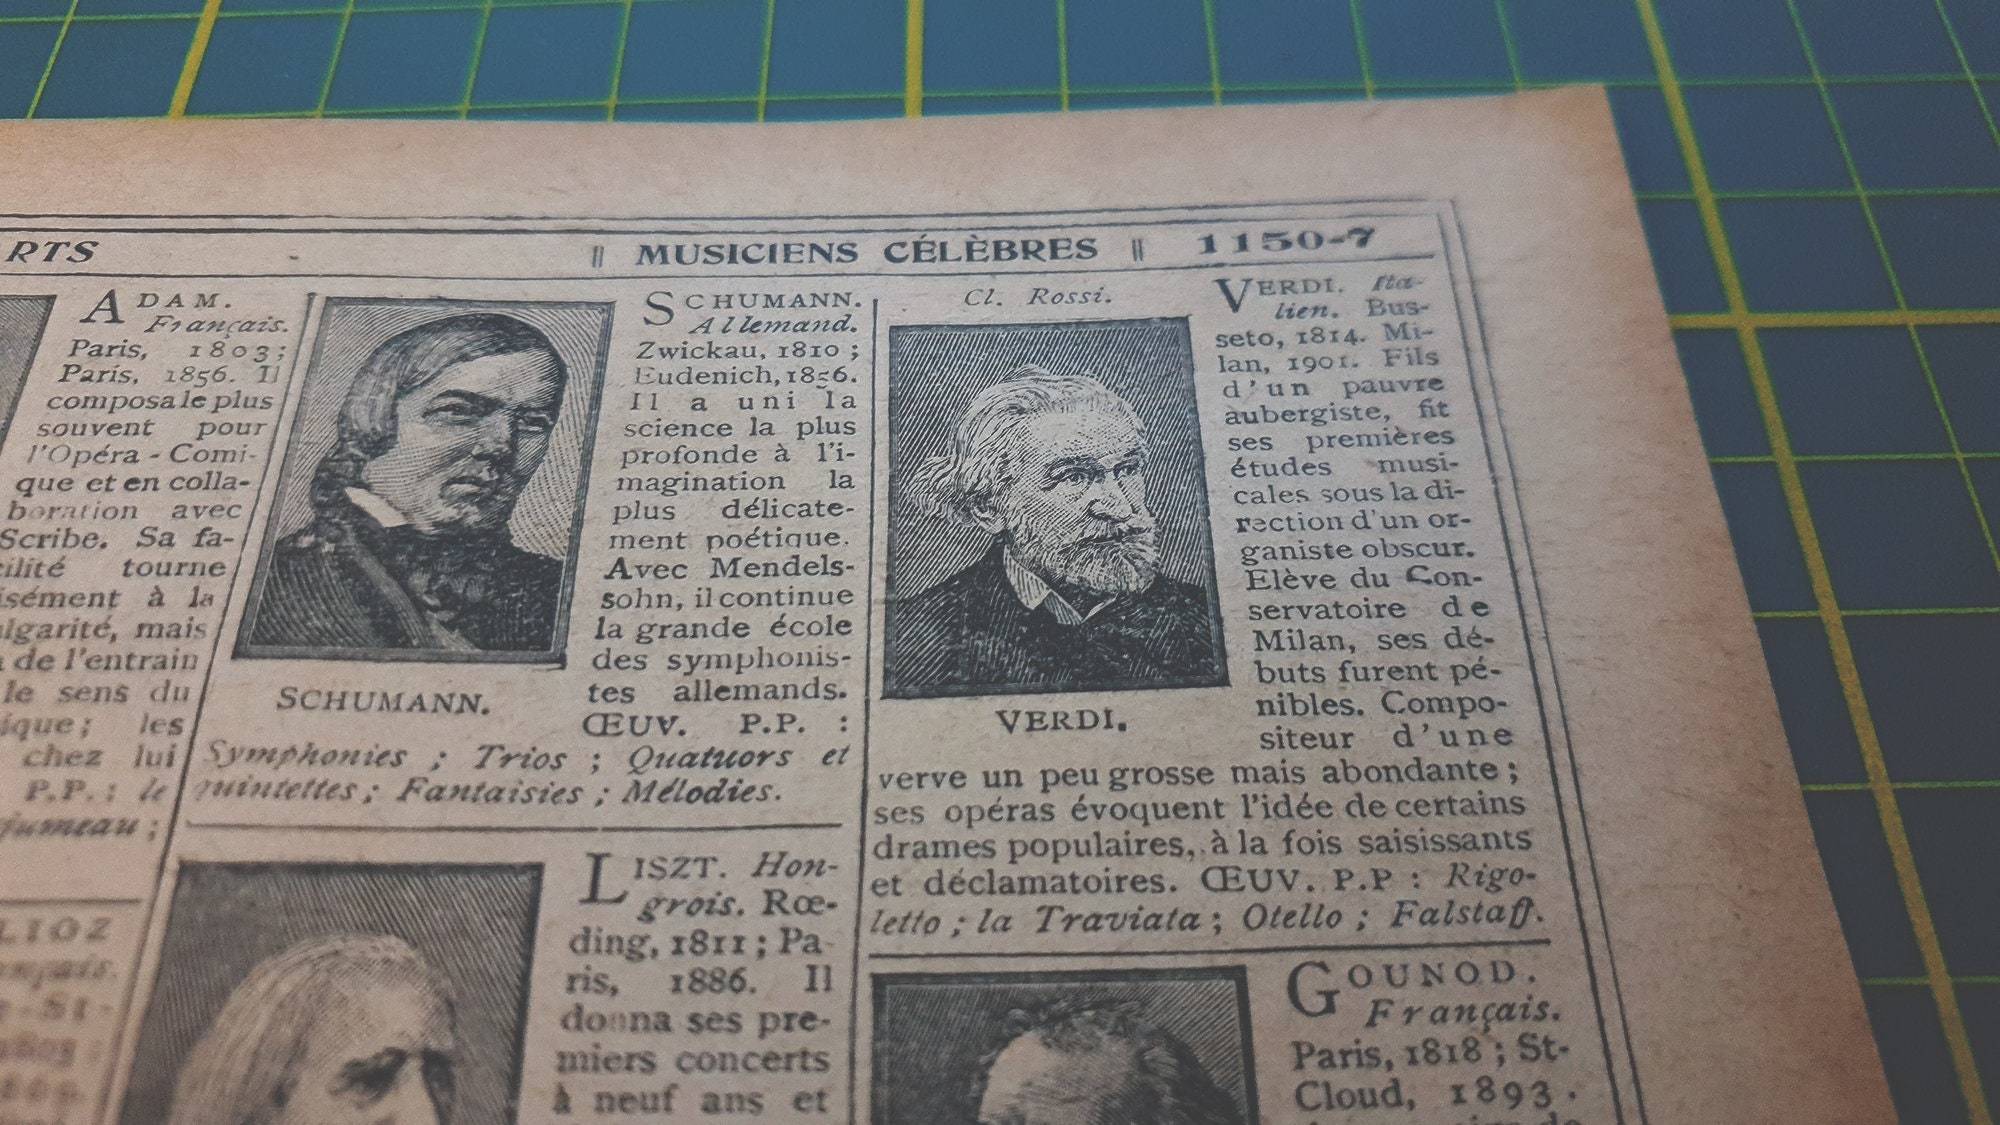 ARTS
‖ MUSICIENS CÉLÈBRES ‖ 1150-7
ADAM.
Français.
Paris, 1803;
Paris, 1856. Il
composa le plus
souvent pour
l'Opéra-Comi-
que et en colla-
boration avec
Scribe. Sa fa-
cilité tourne
à la
mais
de l'entrain
le sens du
les
chez lui
P.P. : le
;
SCHUMANN.
Allemand.
Zwickau, 1810 ;
Eudenich, 1856.
Il a uni la
science la plus
profonde à l'i-
magination la
plus délicate-
ment poétique.
Avec Mendels-
sohn, il continue
la grande école
des symphonis-
tes allemands.
SCHUMANN.
ŒUV. P.P. :
Symphonies ; Trios ; Quatuors et
quintettes ; Fantaisies ; Mélodies.
LISZT. Hon-
grois. Rœ-
ding, 1811 ; Pa-
ris, 1886. Il
donna ses pre-
miers concerts
à neuf ans et
Cl. Rossi.
VERDI. Ita-
lien. Bus-
seto, 1814. Mi-
lan, 1901. Fils
d'un pauvre
aubergiste, fit
ses premières
études musi-
cales sous la di-
rection d'un or-
ganiste obscur.
Elève du Con-
servatoire de
Milan, ses dé-
buts furent pé-
nibles. Compo-
siteur d'une
VERDI.
verve un peu grosse mais abondante ;
ses opéras évoquent l'idée de certains
drames populaires, à la fois saisissants
et déclamatoires. ŒUV. P.P : Rigo-
letto ; la Traviata ; Otello ; Falstaff.
GOUNOD.
Français.
Paris, 1818 ; St-
Cloud, 1893.